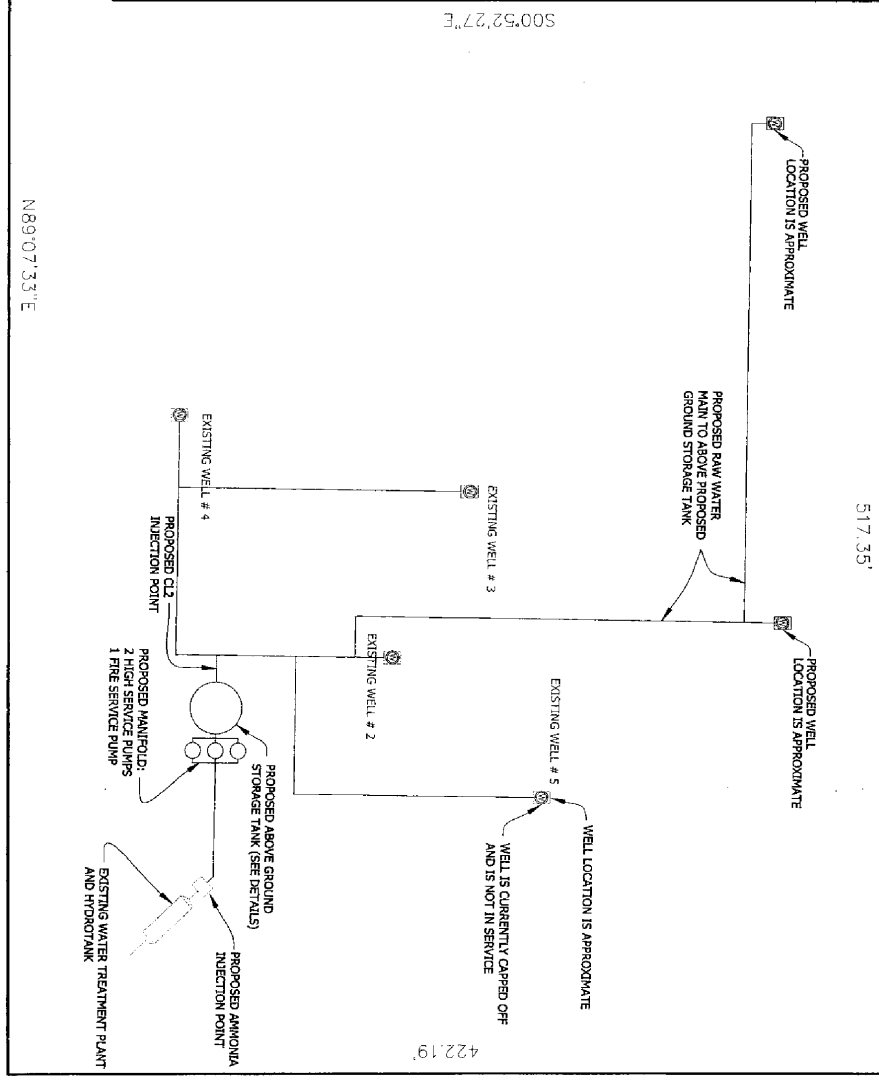 S00°52'27"E
PROPOSED WELL
LOCATION IS APPROXIMATE
517.35'
PROPOSED RAW WATER
MAIN TO ABOVE PROPOSED
GROUND STORAGE TANK
PROPOSED WELL
LOCATION IS APPROXIMATE
N89°07'33"E
EXISTING WELL # 4
EXISTING WELL # 3
PROPOSED CL2
INJECTION POINT
EXISTING WELL # 2
EXISTING WELL # 5
WELL LOCATION IS APPROXIMATE
WELL IS CURRENTLY CAPPED OFF
AND IS NOT IN SERVICE
PROPOSED MANIFOLD:
2 HIGH SERVICE PUMPS
1 FIRE SERVICE PUMP
PROPOSED ABOVE GROUND
STORAGE TANK (SEE DETAILS)
PROPOSED AMMONIA
INJECTION POINT
EXISTING WATER TREATMENT PLANT
AND HYDROTANK
422.19'